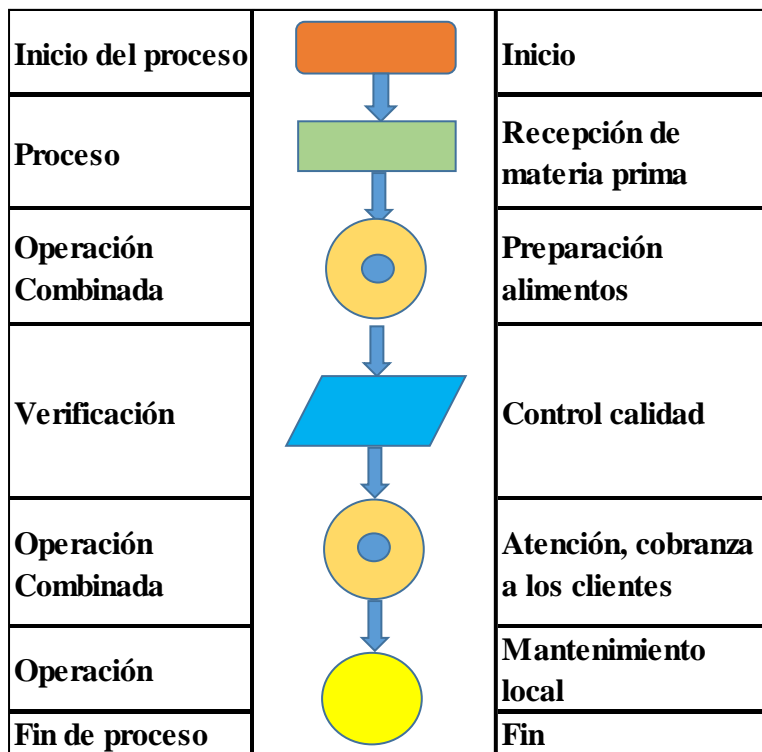 Inicio del proceso
Inicio
Proceso
Recepción de
materia prima
Operación
Combinada
Preparación
alimentos
Verificación
Control calidad
Operación
Combinada
Atención, cobranza
a los clientes
Operación
Mantenimiento
local
Fin de proceso
Fin